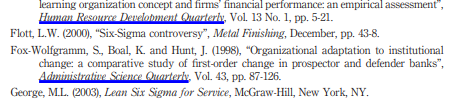 learning organization concept and firms' financial performance: an empirical assessment",
Human Resource Development Quarterly, Vol. 13 No. 1, pp. 5-21.
Flott, L.W. (2000), "Six-Sigma controversy", Metal Finishing, December, pp. 43-8.
Fox-Wolfgramm, S., Boal, K. and Hunt, J. (1998), "Organizational adaptation to institutional
change: a comparative study of first-order change in prospector and defender banks",
Administrative Science Quarterly, Vol. 43, pp. 87-126.
George, M.L. (2003), Lean Six Sigma for Service, McGraw-Hill, New York, NY.